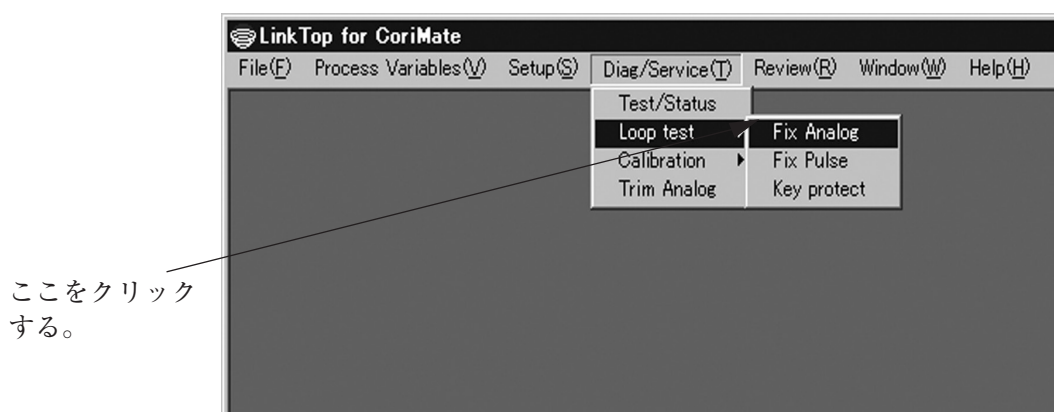 LinkTop for CoriMate
File(F) Process Variables(V) Setup(S) Diag/Service(T) Review(R) Window(W) Help(H)
Test/Status
Loop test
Fix Analog
Calibration
Fix Pulse
Trim Analog
Key protect
ここをクリック
する。